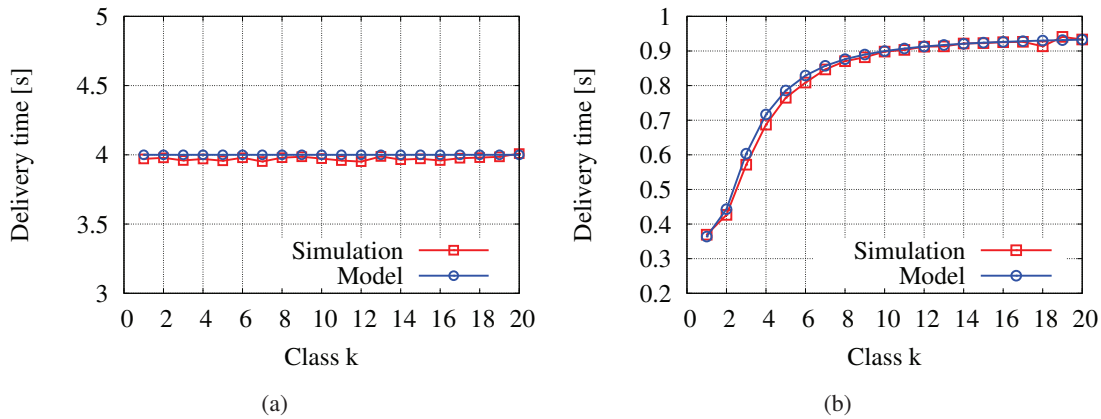 5
4.5
4
3.5
3
Delivery time [s]
Simulation
Model
0 2 4 6 8 10 12 14 16 18 20
Class k
(a)
1
0.9
0.8
0.7
0.6
0.5
0.4
0.3
0.2
Delivery time [s]
Simulation
Model
0 2 4 6 8 10 12 14 16 18 20
Class k
(b)